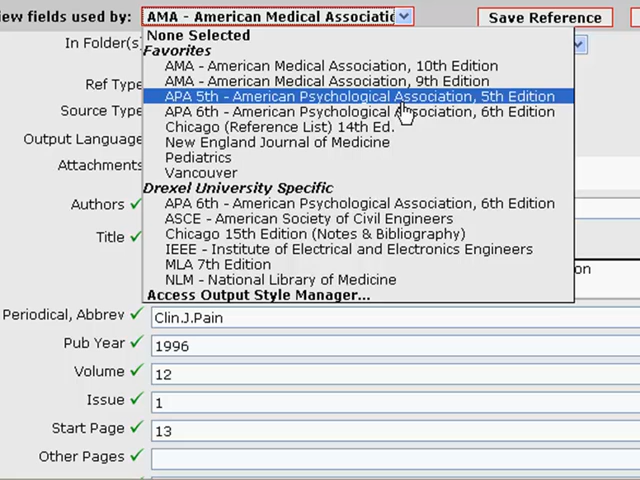 iew fields used by: AMA - American Medical Associatio Save Reference
None Selected
In Folder(s
Favorites
AMA - American Medical Association, 10th Edition
AMA - American Medical Association, 9th Edition
Ref Type
APA 5th - American Psychological Association, 5th Edition
Source Type
APA 6th - American Psychological Association, 6th Edition
Chicago (Reference List) 14th Ed.
Output Language
New England Journal of Medicine
Pediatrics
Attachments
Vancouver
Drexel University Specific
Authors
APA 6th - American Psychological Association, 6th Edition
ASCE - American Society of Civil Engineers
Title
Chicago 15th Edition (Notes & Bibliography)
IEEE - Institute of Electrical and Electronics Engineers
MLA 7th Edition
on
NLM - National Library of Medicine
Access Output Style Manager...
Periodical, Abbrev Clin.J.Pain
Pub Year 1996
Volume 12
Issue 1
Start Page 13
Other Pages